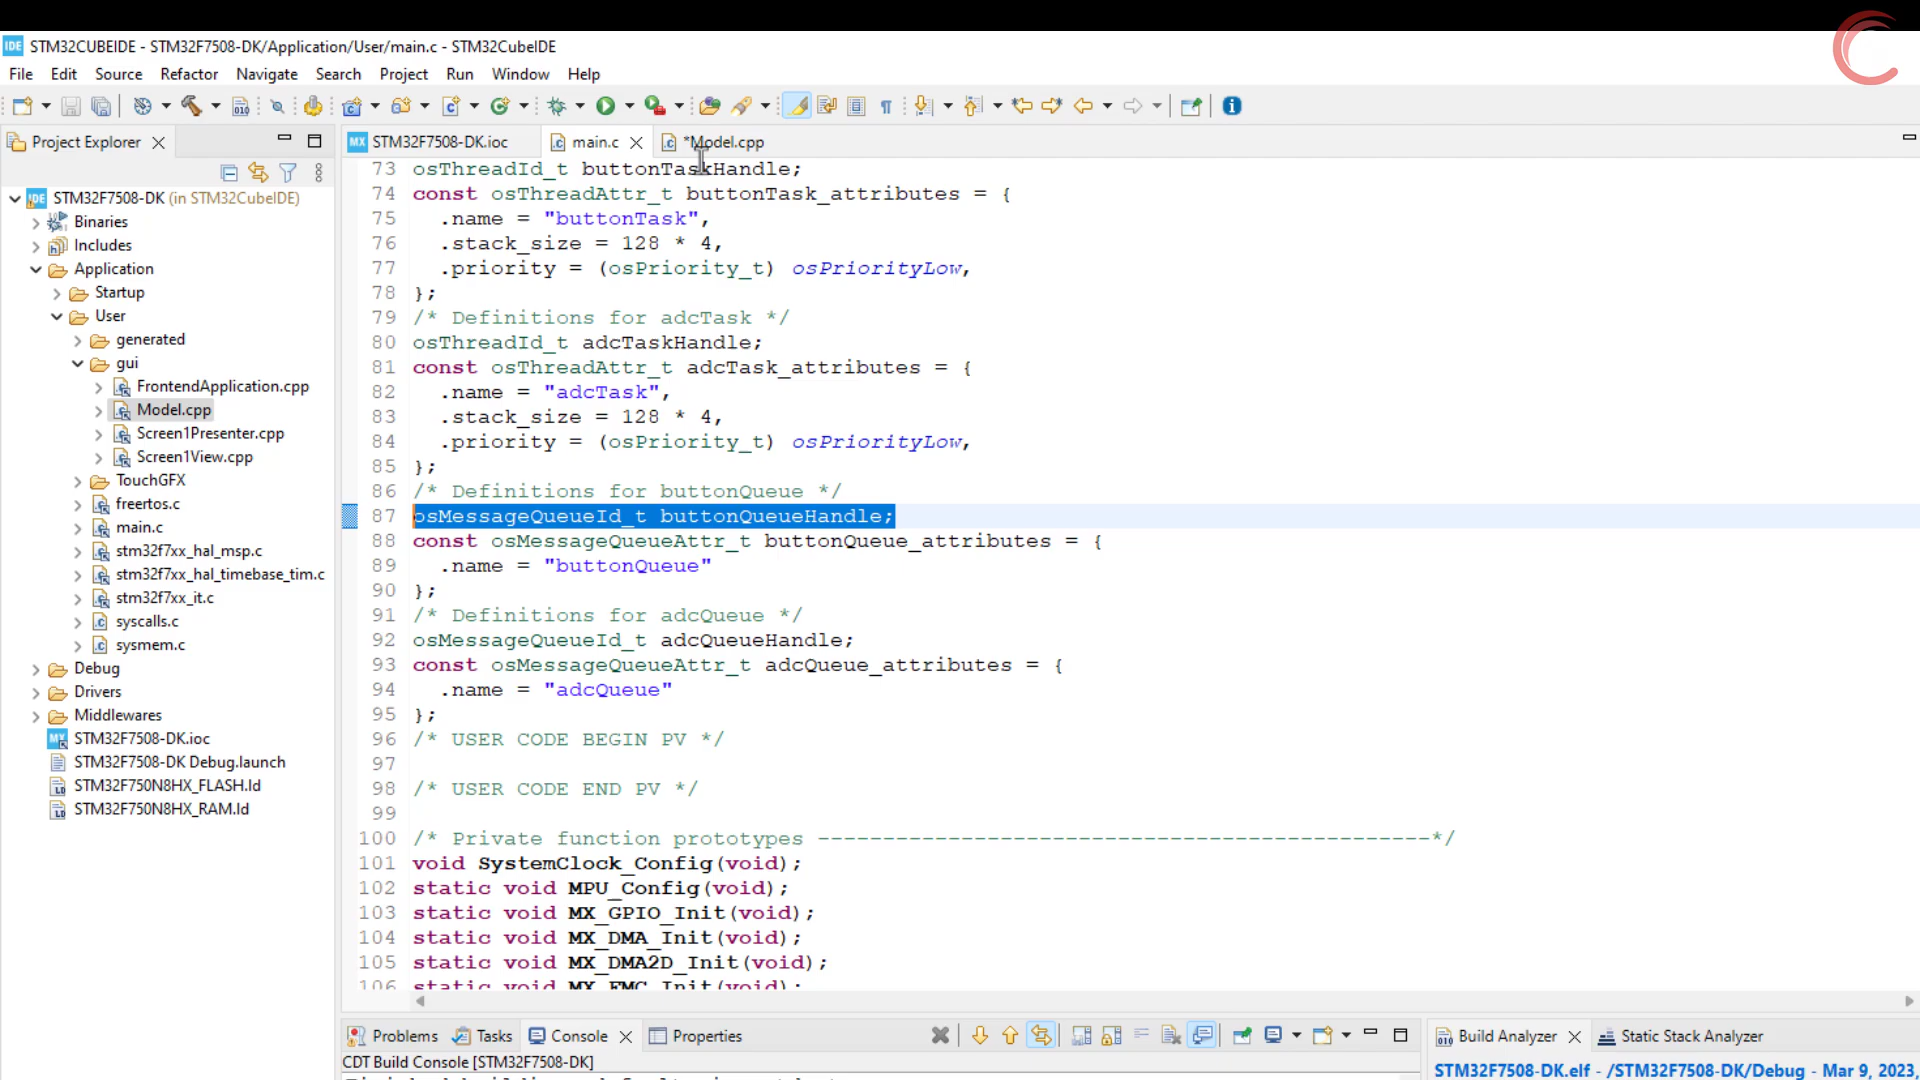 STM32CUBEIDE - STM32F7508-DK/Application/User/main.c - STM32CubeIDE
File Edit Source Refactor Navigate Search Project Run Window Help
Project Explorer
STM32F7508-DK.ioc main.c *Model.cpp
STM32F7508-DK (in STM32CubeIDE)
Binaries
Includes
Application
Startup
User
generated
gui
FrontendApplication.cpp
Model.cpp
Screen1Presenter.cpp
Screen1View.cpp
TouchGFX
freertos.c
main.c
stm32f7xx_hal_msp.c
stm32f7xx_hal_timebase_tim.c
stm32f7xx_it.c
syscalls.c
sysmem.c
Debug
Drivers
Middlewares
STM32F7508-DK.ioc
STM32F7508-DK Debug.launch
STM32F750N8HX_FLASH.ld
STM32F750N8HX_RAM.ld
73 osThreadId_t buttonTaskHandle;
74 const osThreadAttr_t buttonTask_attributes = {
75 .name = "buttonTask",
76 .stack_size = 128 * 4,
77 .priority = (osPriority_t) osPriorityLow,
78 };
79 /* Definitions for adcTask */
80 osThreadId_t adcTaskHandle;
81 const osThreadAttr_t adcTask_attributes = {
82 .name = "adcTask",
83 .stack_size = 128 * 4,
84 .priority = (osPriority_t) osPriorityLow,
85 };
86 /* Definitions for buttonQueue */
87 osMessageQueueId_t buttonQueueHandle;
88 const osMessageQueueAttr_t buttonQueue_attributes = {
89 .name = "buttonQueue"
90 };
91 /* Definitions for adcQueue */
92 osMessageQueueId_t adcQueueHandle;
93 const osMessageQueueAttr_t adcQueue_attributes = {
94 .name = "adcQueue"
95 };
96 /* USER CODE BEGIN PV */
97
98 /* USER CODE END PV */
99
100 /* Private function prototypes -----------------------------------------------*/
101 void SystemClock_Config(void);
102 static void MPU_Config(void);
103 static void MX_GPIO_Init(void);
104 static void MX_DMA_Init(void);
105 static void MX_DMA2D_Init(void);
106 static void MX_FMC_Init(void);
Problems Tasks Console Properties
CDT Build Console [STM32F7508-DK]
Build Analyzer Static Stack Analyzer
STM32F7508-DK.elf - /STM32F7508-DK/Debug - Mar 9, 2023,